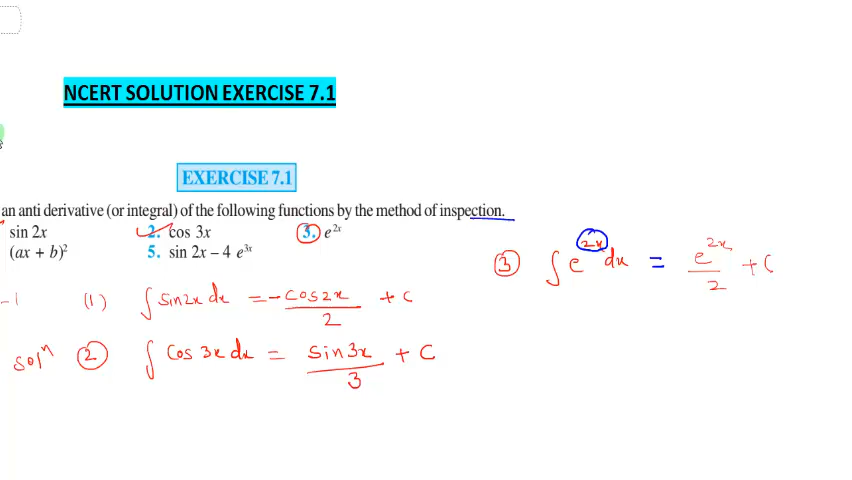 NCERT SOLUTION EXERCISE 7.1
EXERCISE 7.1
an anti derivative (or integral) of the following functions by the method of inspection.
sin 2x 2. cos 3x 3. e^{2x}
(ax + b)² 5. sin 2x – 4 e^{3x}
③ ∫ e^{2x} dx = e^{2x}/2 + C
-1 (1) ∫ sin2x dx = - cos2x/2 + C
solⁿ ② ∫ cos 3x dx = sin3x/3 + C